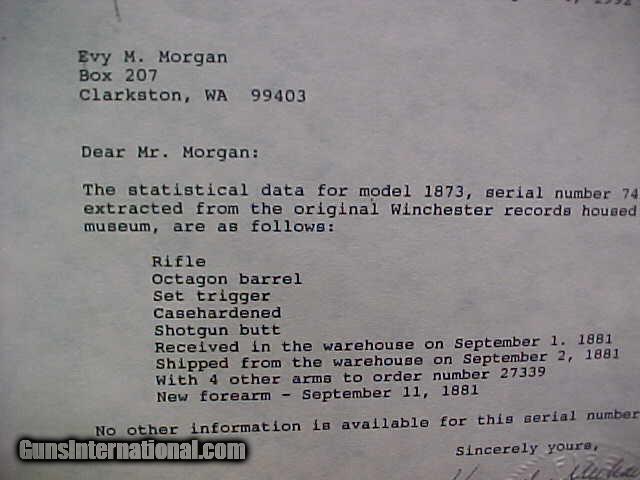 Evy M. Morgan
Box 207
Clarkston, WA 99403
Dear Mr. Morgan:
The statistical data for model 1873, serial number 74
extracted from the original Winchester records housed
museum, are as follows:
Rifle
Octagon barrel
Set trigger
Casehardened
Shotgun butt
Received in the warehouse on September 1. 1881
Shipped from the warehouse on September 2, 1881
With 4 other arms to order number 27339
New forearm - September 11, 1881
No other information is available for this serial number
Sincerely yours,
GunsInternational.com